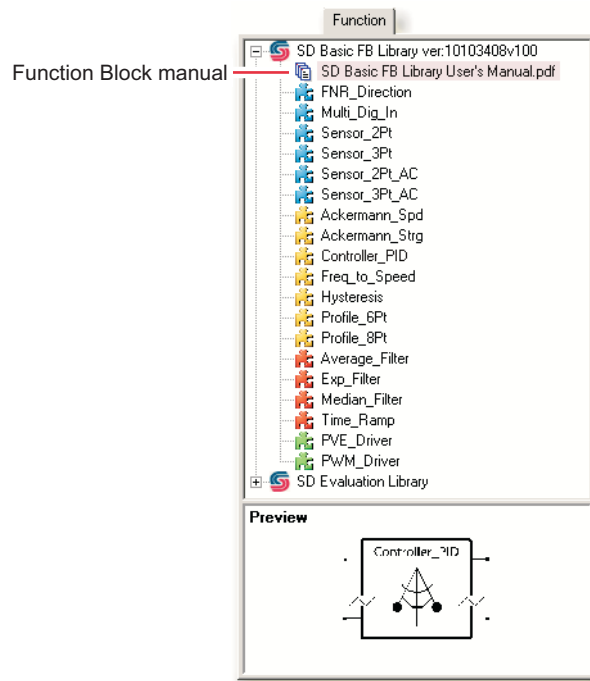 Function
SD Basic FB Library ver:10103408v100
Function Block manual
SD Basic FB Library User's Manual.pdf
FNR_Direction
Multi_Dig_In
Sensor_2Pt
Sensor_3Pt
Sensor_2Pt_AC
Sensor_3Pt_AC
Ackermann_Spd
Ackermann_Strg
Controller_PID
Freq_to_Speed
Hysteresis
Profile_6Pt
Profile_8Pt
Average_Filter
Exp_Filter
Median_Filter
Time_Ramp
PVE_Driver
PWM_Driver
SD Evaluation Library
Preview
Controller_PID